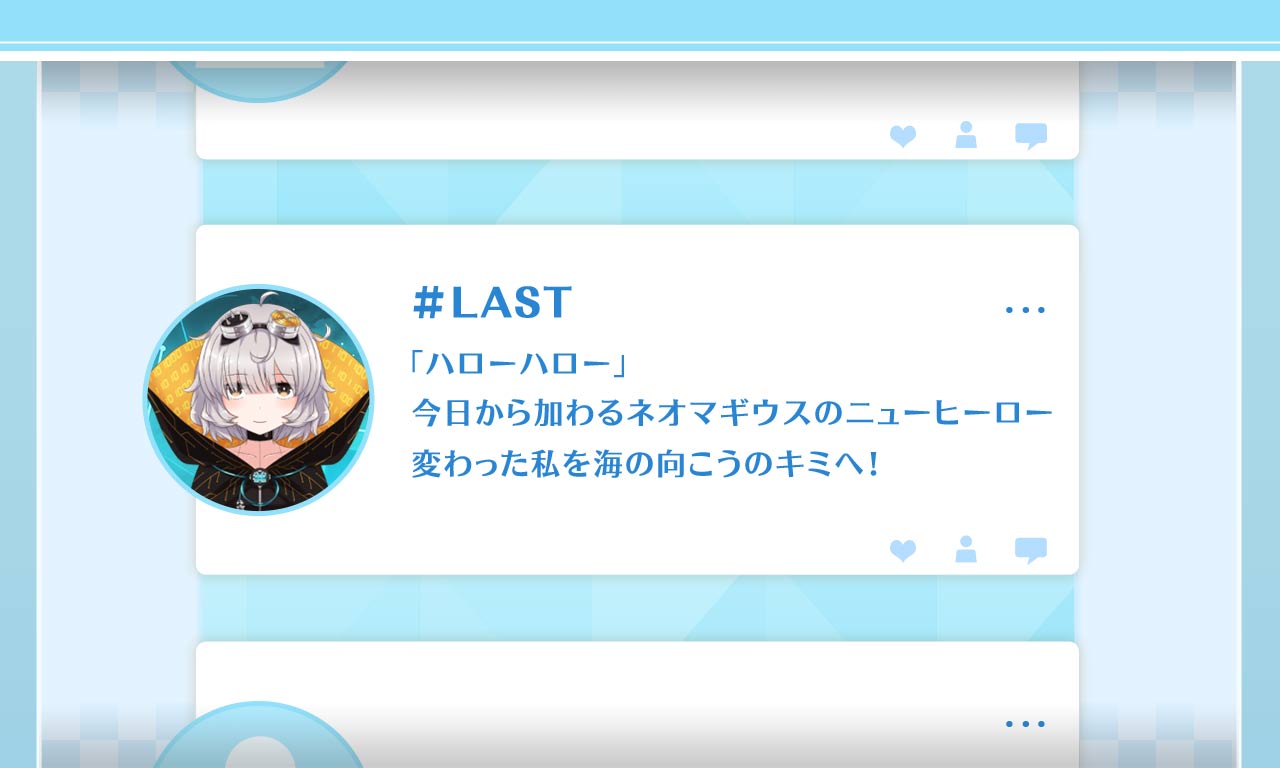 #LAST
「ハローハロー」
今日から加わるネオマギウスのニューヒーロー
変わった私を海の向こうのキミへ!